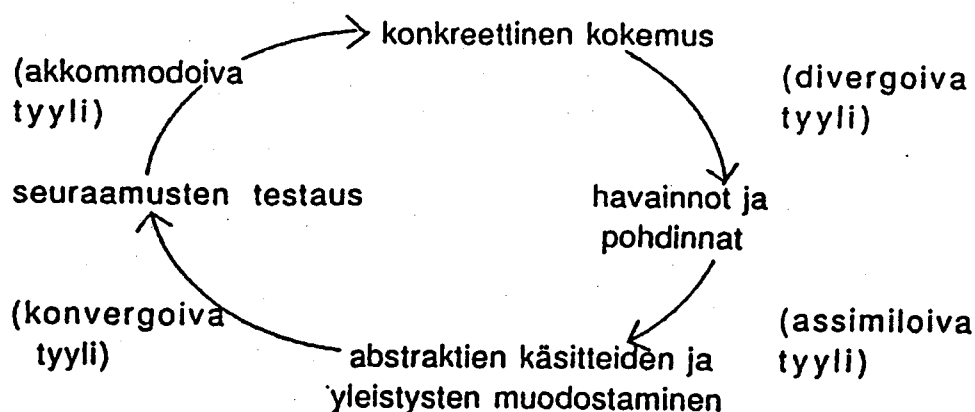 konkreettinen kokemus
(akkommodoiva
tyyli)
(divergoiva
tyyli)
seuraamusten testaus
havainnot ja
pohdinnat
(konvergoiva
tyyli)
(assimiloiva
tyyli)
abstraktien käsitteiden ja
yleistysten muodostaminen